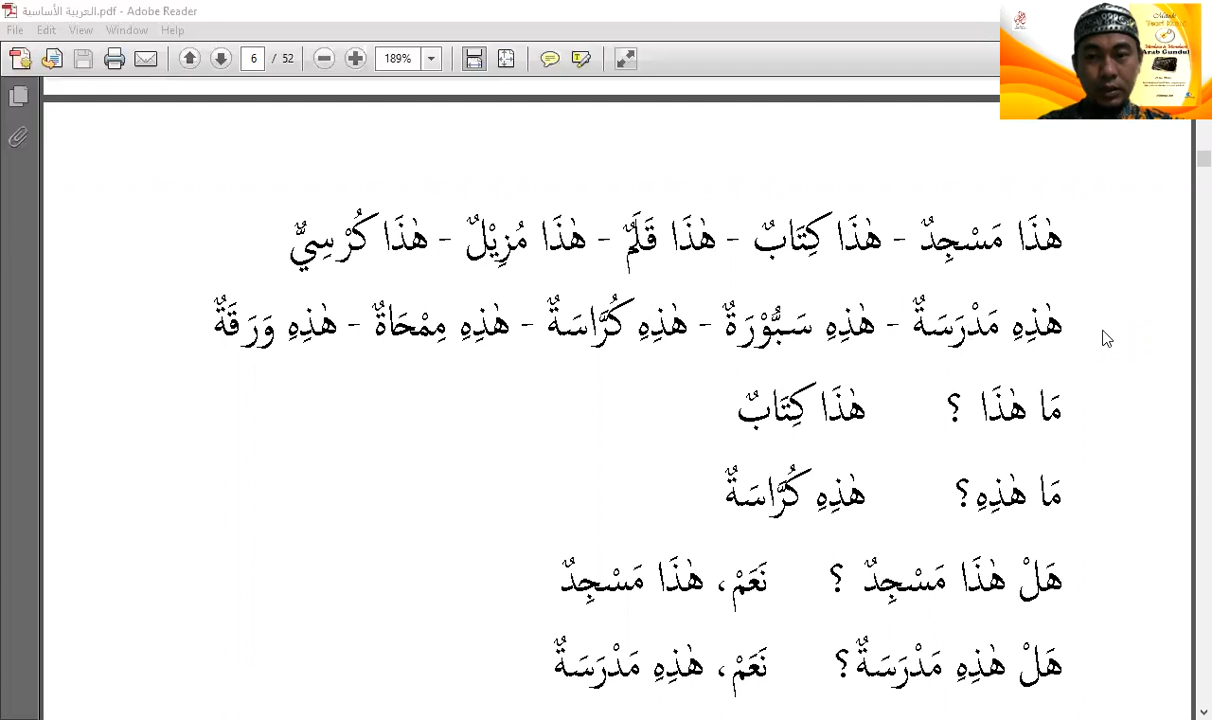 العربية الأساسية.pdf - Adobe Reader
File Edit View Window Help
6 / 52 189%
Metode
Arab Gundul
هٰذَا مَسْجِدٌ - هٰذَا كِتَابٌ - هٰذَا قَلَمٌ - هٰذَا مُزِيْلٌ - هٰذَا كُرْسِيٌّ
هٰذِهِ مَدْرَسَةٌ - هٰذِهِ سَبُّوْرَةٌ - هٰذِهِ كُرَّاسَةٌ - هٰذِهِ مِمْحَاةٌ - هٰذِهِ وَرَقَةٌ
مَا هٰذَا ؟ هٰذَا كِتَابٌ
مَا هٰذِهِ؟ هٰذِهِ كُرَّاسَةٌ
هَلْ هٰذَا مَسْجِدٌ ؟ نَعَمْ، هٰذَا مَسْجِدٌ
هَلْ هٰذِهِ مَدْرَسَةٌ؟ نَعَمْ، هٰذِهِ مَدْرَسَةٌ